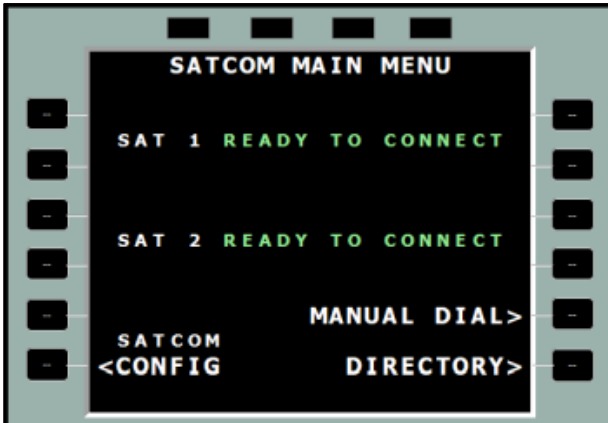 SATCOM MAIN MENU
SAT 1 READY TO CONNECT
SAT 2 READY TO CONNECT
MANUAL DIAL>
SATCOM
<CONFIG DIRECTORY>